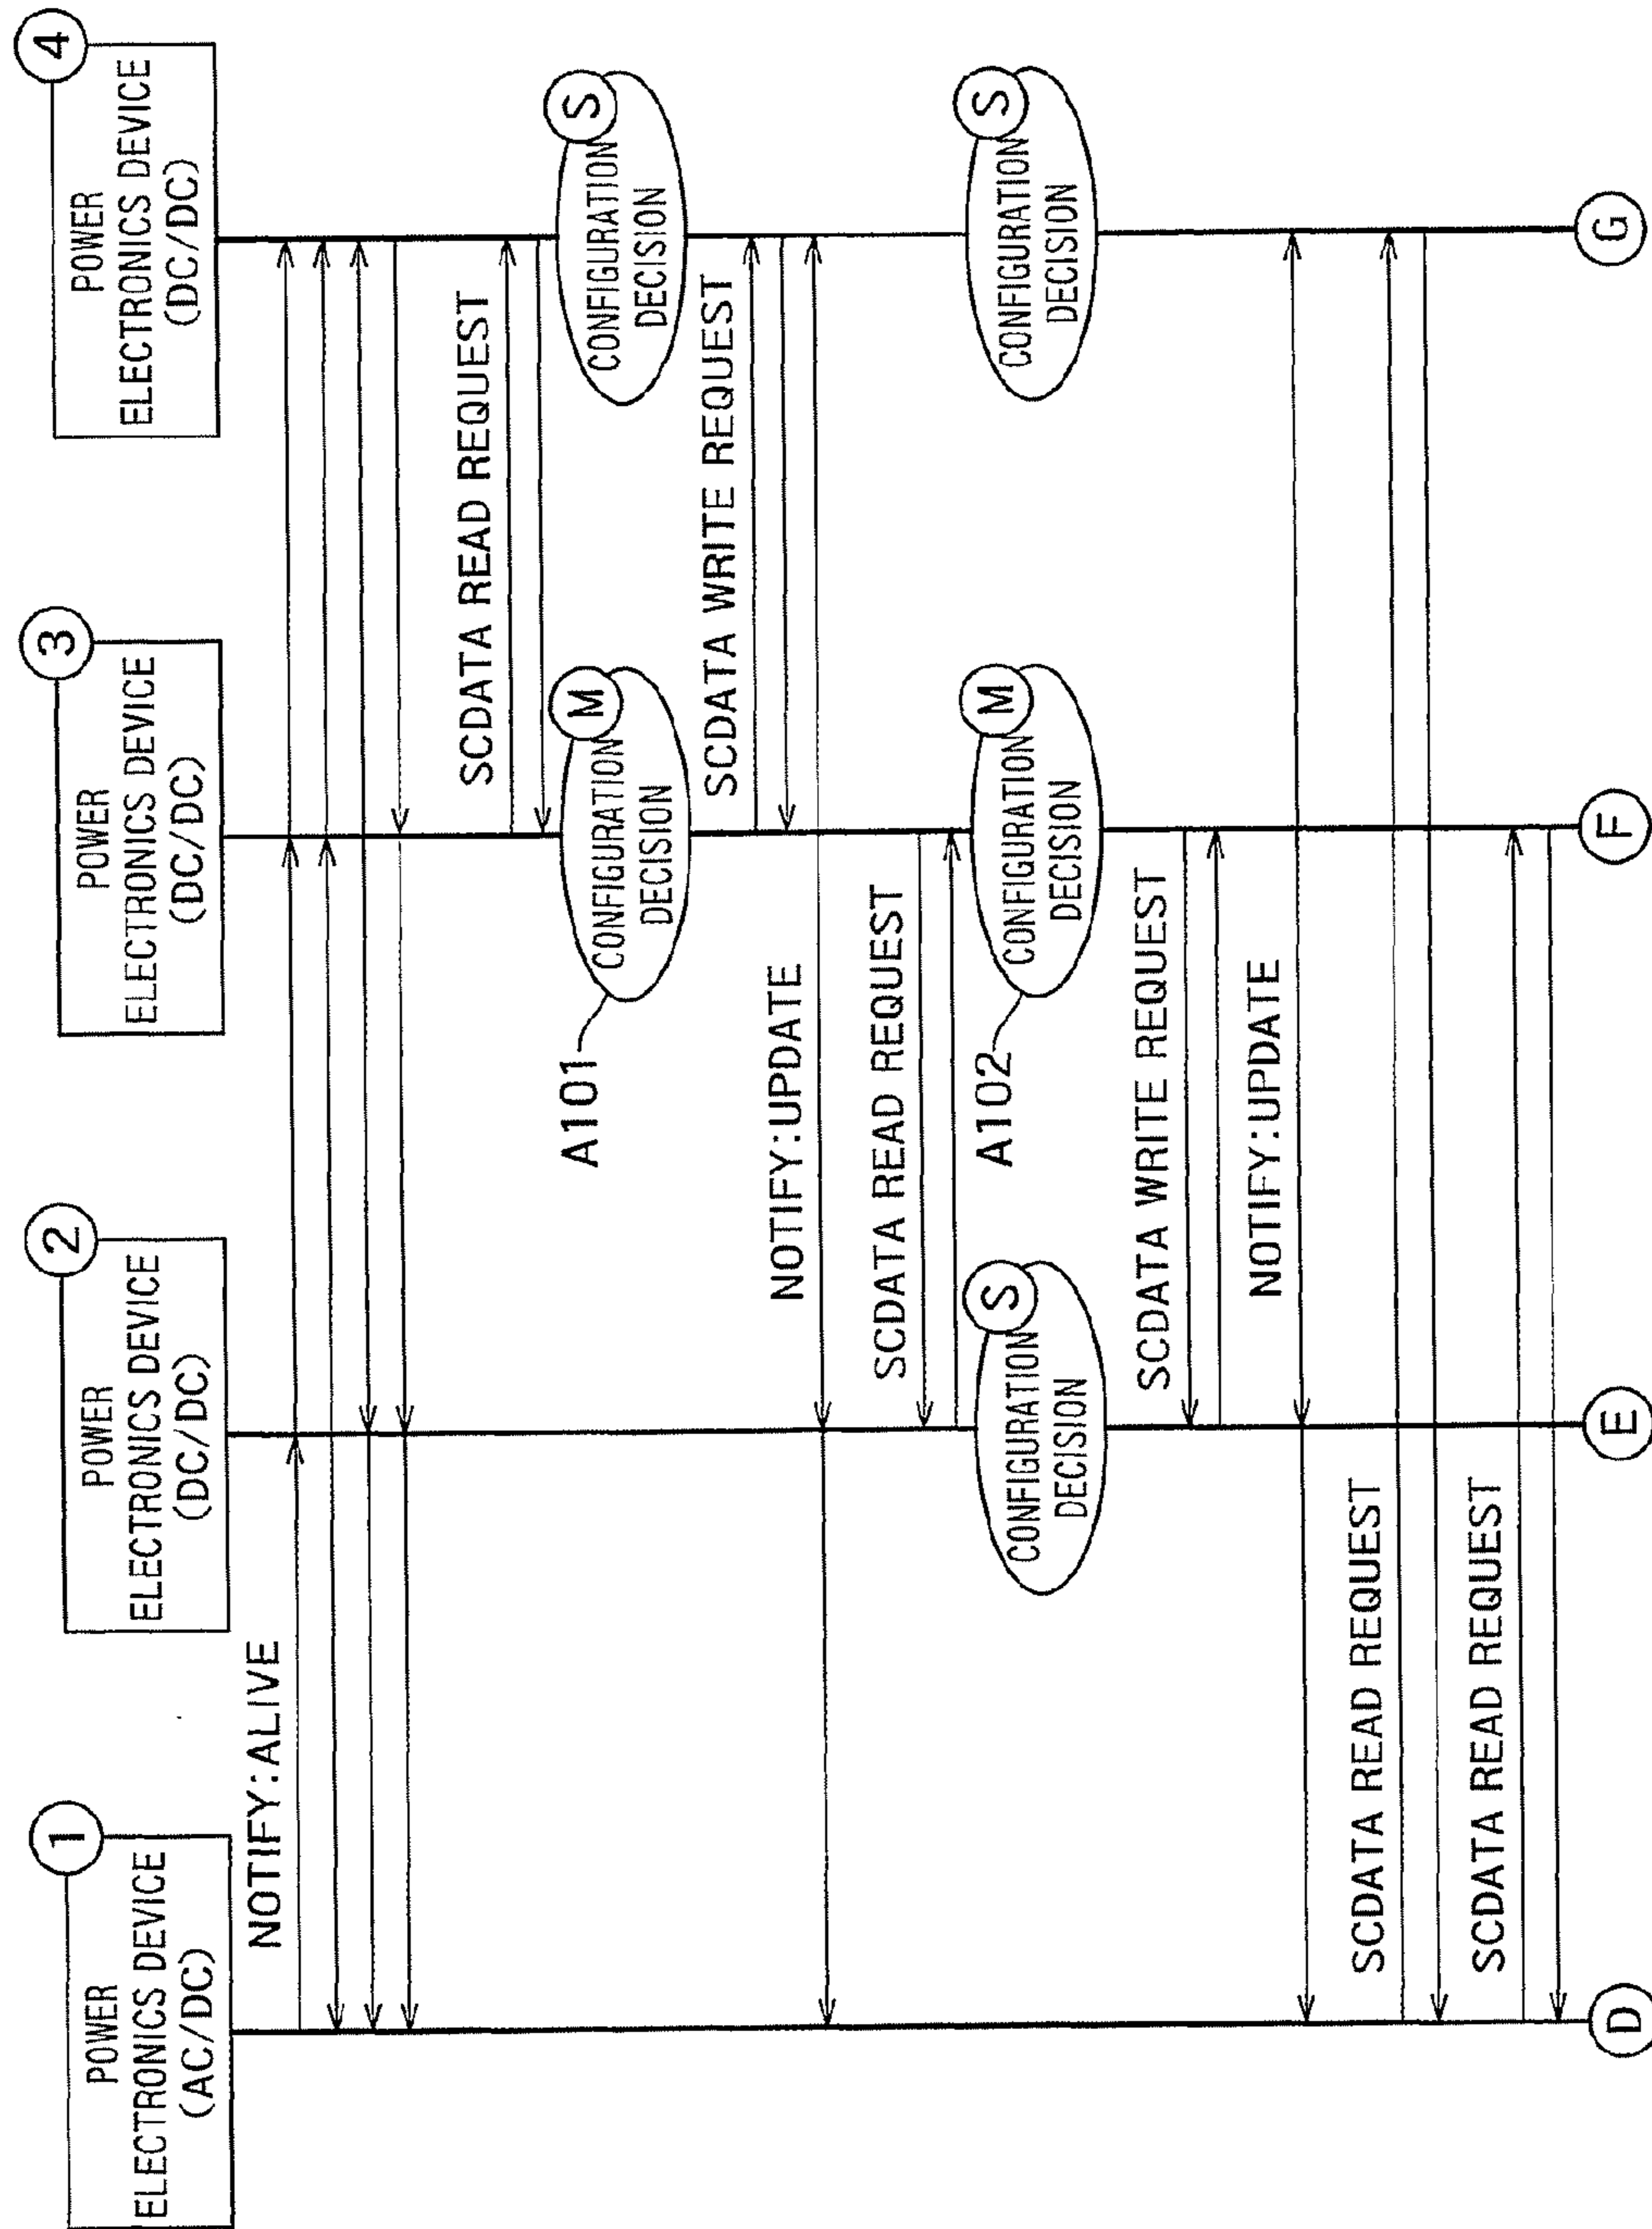 1
POWER
ELECTRONICS DEVICE
(AC/DC)
2
POWER
ELECTRONICS DEVICE
(DC/DC)
3
POWER
ELECTRONICS DEVICE
(DC/DC)
4
POWER
ELECTRONICS DEVICE
(DC/DC)
NOTIFY:ALIVE
SCDATA READ REQUEST
A101
M
CONFIGURATION
DECISION
S
CONFIGURATION
DECISION
SCDATA WRITE REQUEST
NOTIFY:UPDATE
SCDATA READ REQUEST
S
CONFIGURATION
DECISION
A102
M
CONFIGURATION
DECISION
S
CONFIGURATION
DECISION
SCDATA WRITE REQUEST
NOTIFY:UPDATE
SCDATA READ REQUEST
SCDATA READ REQUEST
D
E
F
G